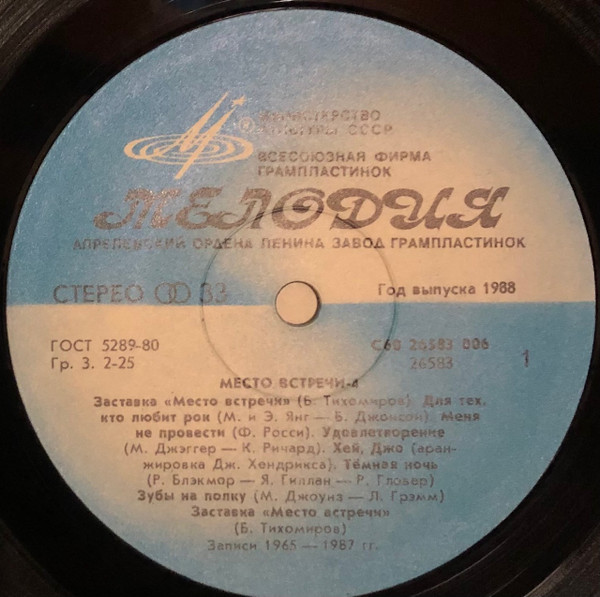 МИНИСТЕРСТВО
КУЛЬТУРЫ СССР
®
ВСЕСОЮЗНАЯ ФИРМА
ГРАМПЛАСТИНОК
МЕЛОДИЯ
АПРЕЛЕВСКИЙ ОРДЕНА ЛЕНИНА ЗАВОД ГРАМПЛАСТИНОК
СТЕРЕО 33
Год выпуска 1988
ГОСТ 5289-80
С60 26583 006
Гр. 3. 2-25
26583
1
МЕСТО ВСТРЕЧИ-4
Заставка «Место встречи» (Б. Тихомиров). Для тех,
кто любит рок (М. и Э. Янг — Б. Джонсон). Меня
не провести (Ф. Росси). Удовлетворение
(М. Джэггер — К. Ричард). Хей, Джо (аран-
жировка Дж. Хендрикса). Тёмная ночь
(Р. Блэкмор — Я. Гиллан — Р. Гловер)
Зубы на полку (М. Джоунз — Л. Грэмм)
Заставка «Место встречи»
(Б. Тихомиров)
Записи 1965 — 1987 гг.